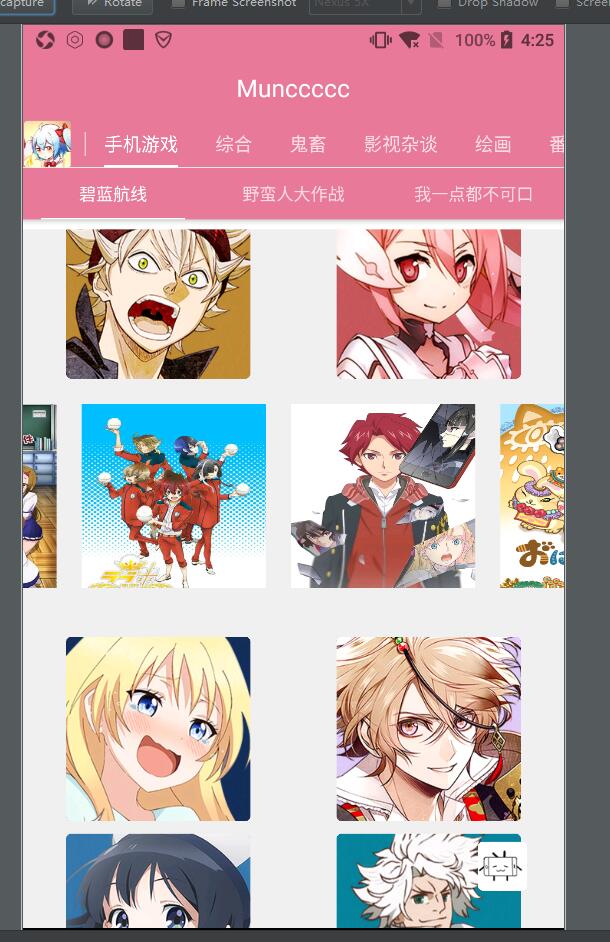 capture Rotate Frame Screenshot Nexus 5X Drop Shadow Screen
100% 4:25
Munccccc
手机游戏 综合 鬼畜 影视杂谈 绘画 番
碧蓝航线 野蛮人大作战 我一点都不可口